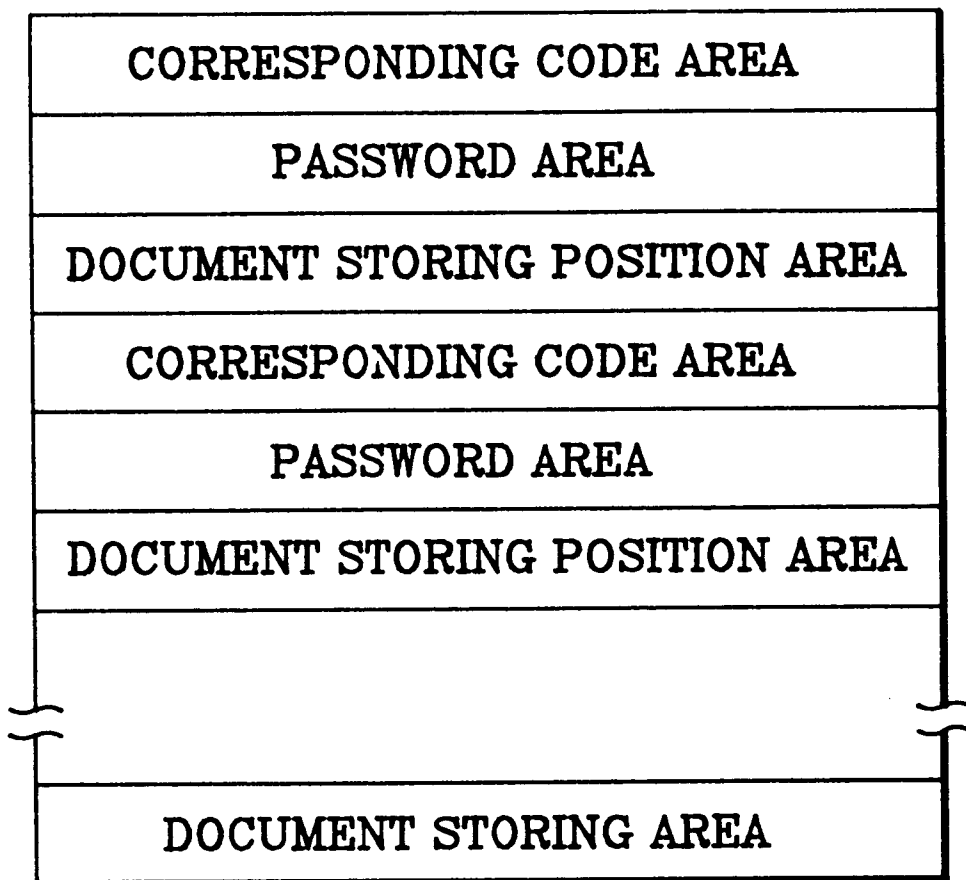 CORRESPONDING CODE AREA
PASSWORD AREA
DOCUMENT STORING POSITION AREA
CORRESPONDING CODE AREA
PASSWORD AREA
DOCUMENT STORING POSITION AREA
DOCUMENT STORING AREA